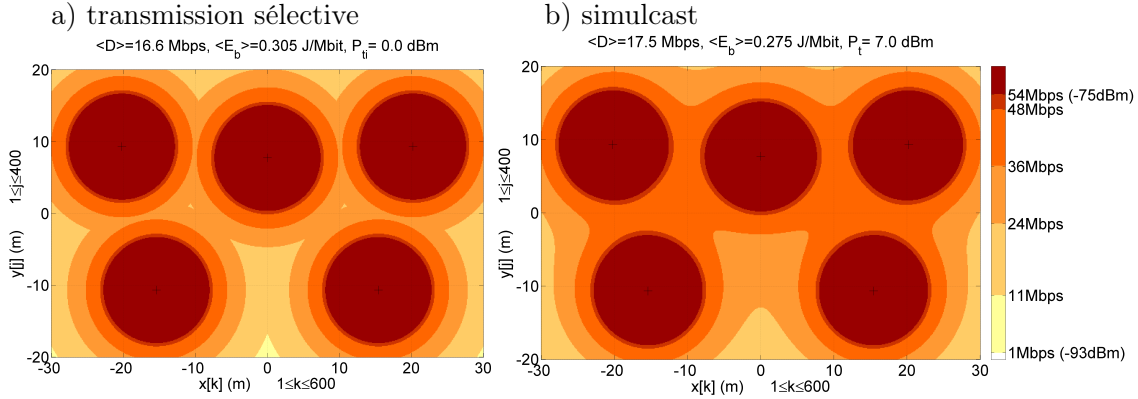 a) transmission sélective
<D>=16.6 Mbps, <E_b>=0.305 J/Mbit, P_ti= 0.0 dBm
20
10
0
-10
-20
-30
-20
-10
0
10
20
30
y[j] (m) 1≤j≤400
x[k] (m) 1≤k≤600
b) simulcast
<D>=17.5 Mbps, <E_b>=0.275 J/Mbit, P_t= 7.0 dBm
20
10
0
-10
-20
-30
-20
-10
0
10
20
30
y[j] (m) 1≤j≤400
x[k] (m) 1≤k≤600
54Mbps (-75dBm)
48Mbps
36Mbps
24Mbps
11Mbps
1Mbps (-93dBm)